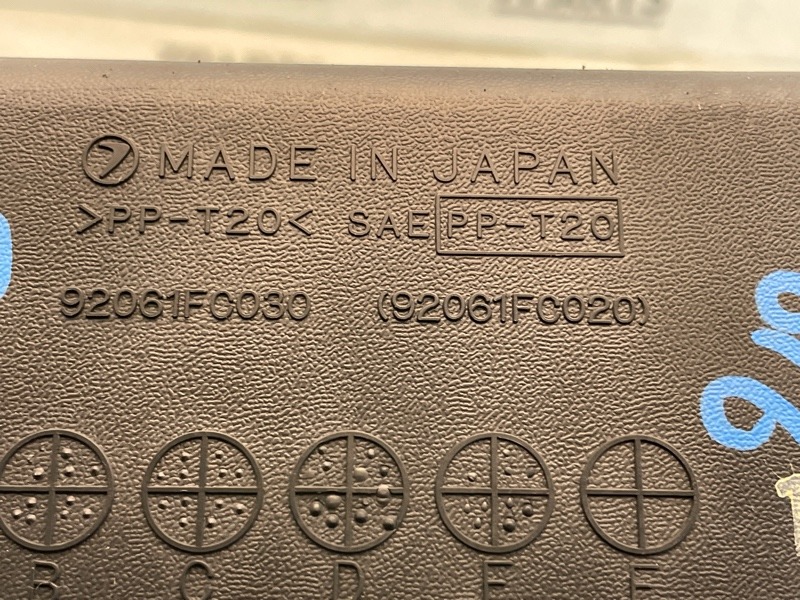 MADE IN JAPAN
>PP-T20< SAE PP-T20
92061FC030 (92061FC020)
B C D E F